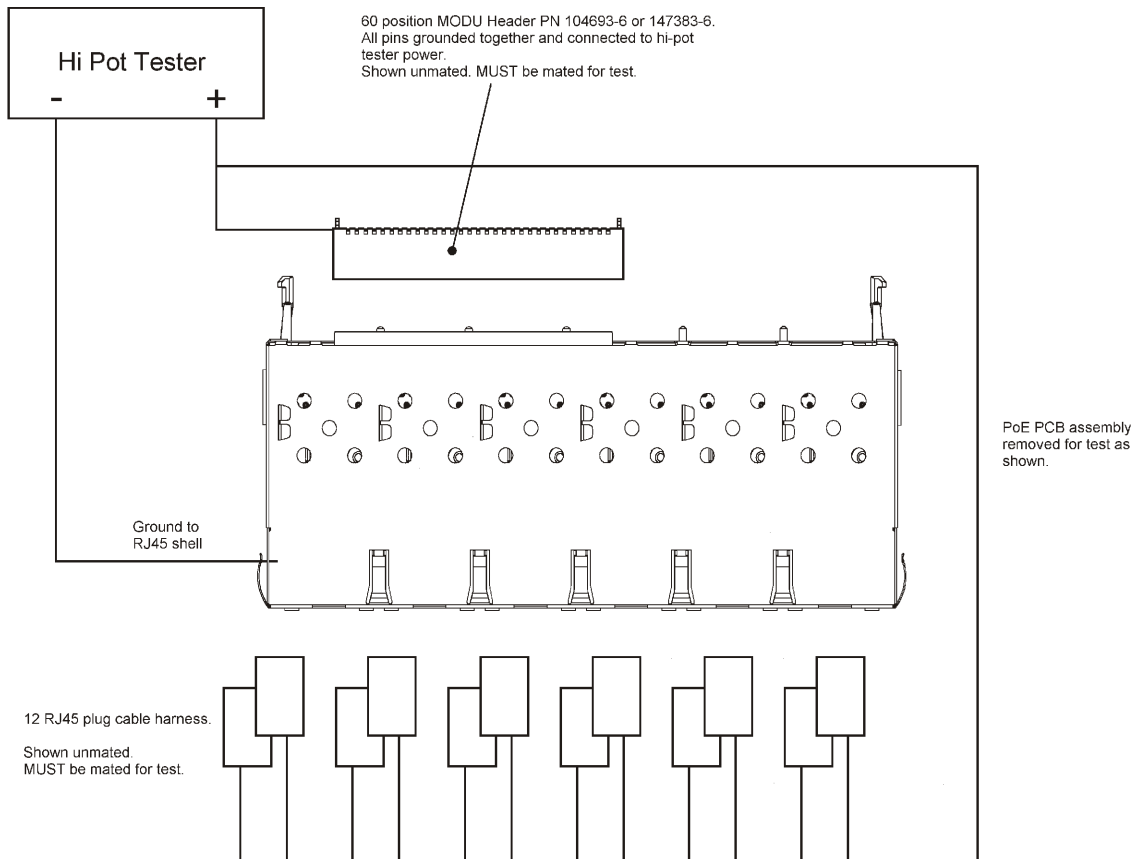 60 position MODU Header PN 104693-6 or 147383-6.
All pins grounded together and connected to hi-pot
tester power.
Shown unmated. MUST be mated for test.
Hi Pot Tester
- +
PoE PCB assembly
removed for test as
shown.
Ground to
RJ45 shell
12 RJ45 plug cable harness.
Shown unmated.
MUST be mated for test.